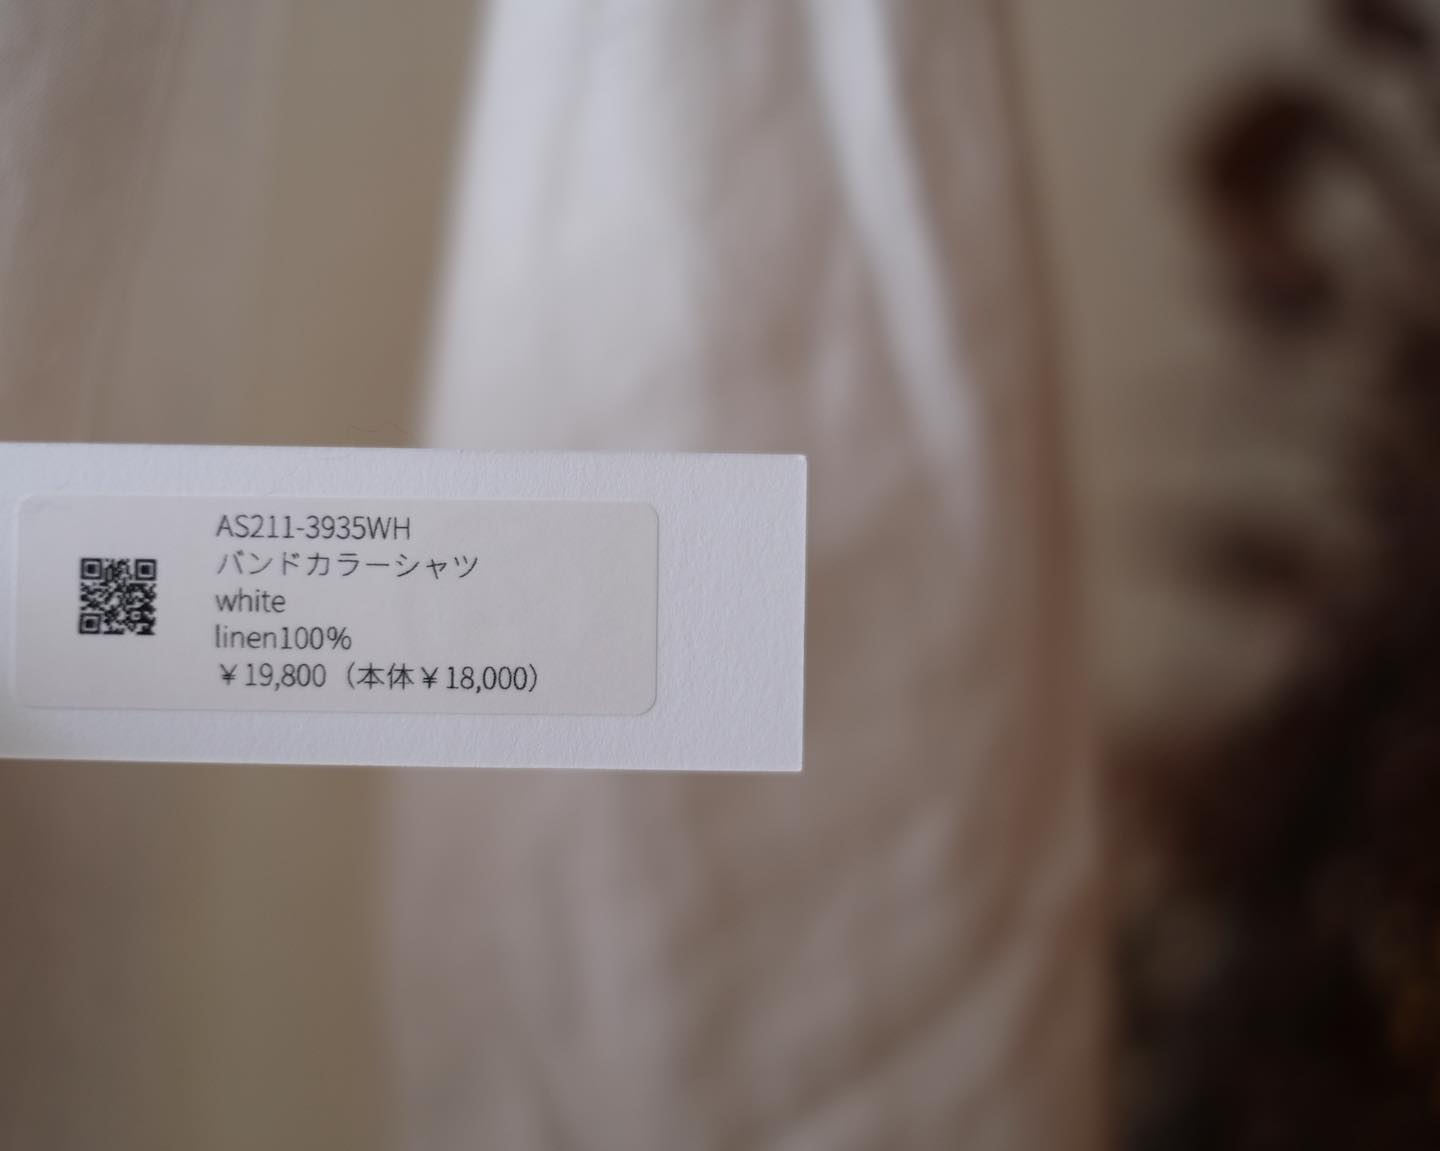 AS211-3935WH
バンドカラーシャツ
white
linen100%
¥19,800（本体¥18,000）